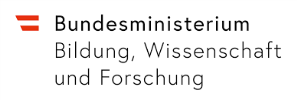 Bundesministerium
Bildung, Wissenschaft
und Forschung